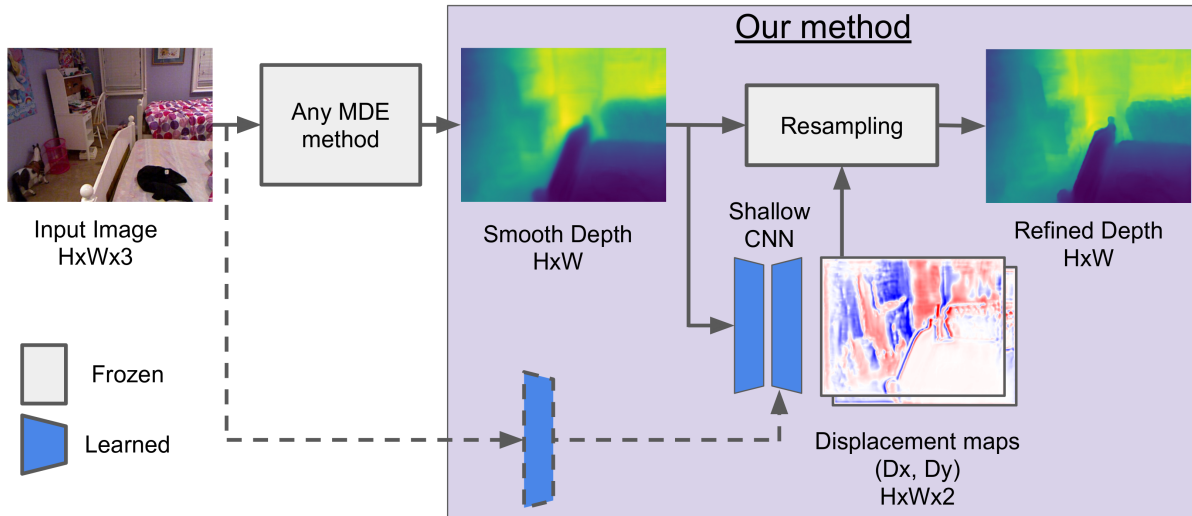 Our method
Any MDE
method
Resampling
Input Image
HxWx3
Smooth Depth
HxW
Shallow
CNN
Refined Depth
HxW
Frozen
Learned
Displacement maps
(Dx, Dy)
HxWx2